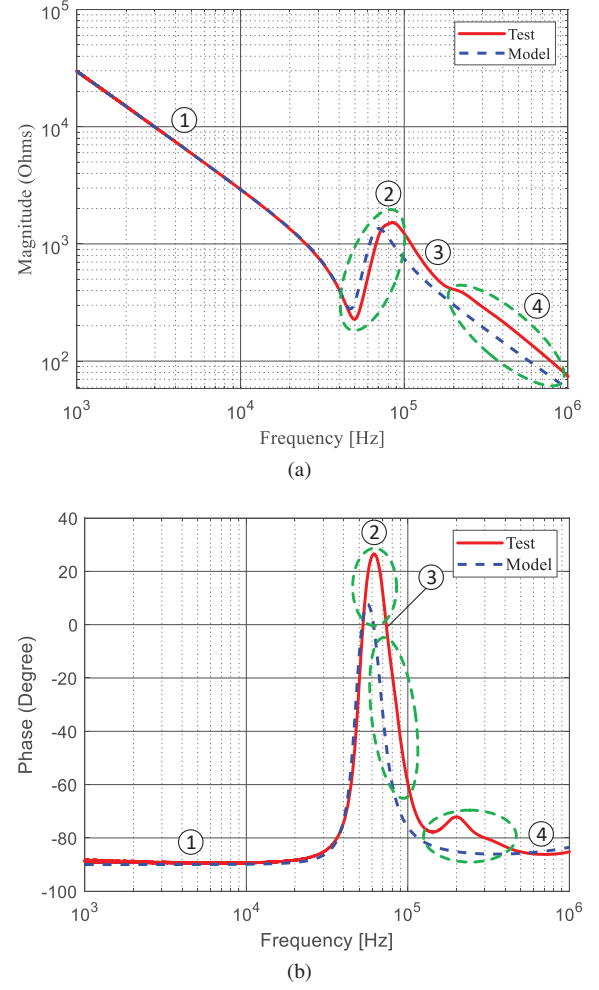 10^5
Test
Model
①
10^4
Magnitude (Ohms)
②
10^3
③
④
10^2
10^3
10^4
10^5
10^6
Frequency [Hz]
(a)
40
②
Test
Model
20
③
0
Phase (Degree)
-20
-40
-60
-80
①
④
-100
10^3
10^4
10^5
10^6
Frequency [Hz]
(b)